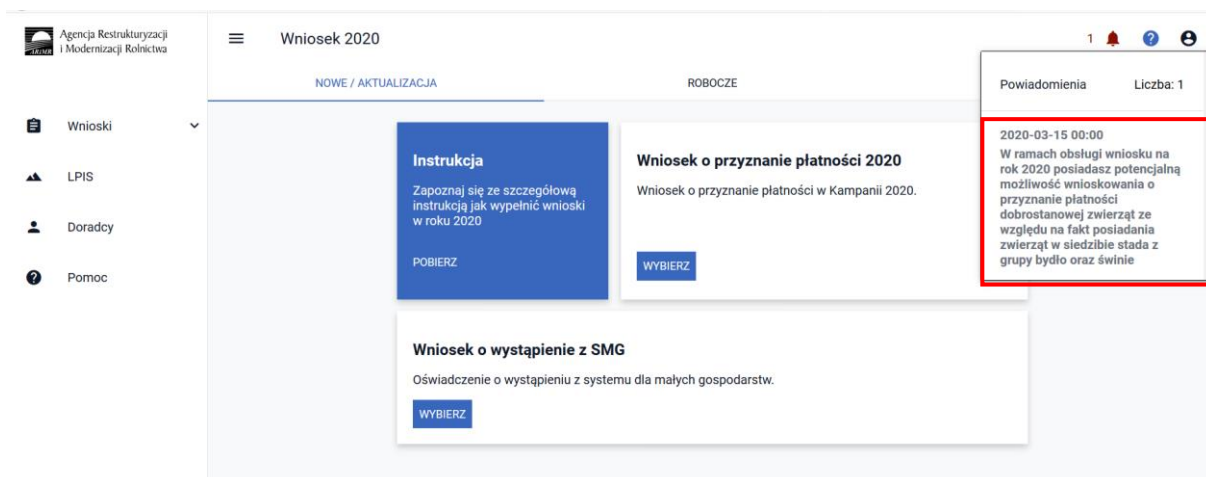 Agencja Restrukturyzacji
i Modernizacji Rolnictwa
ARiMR
Wniosek 2020
1
NOWE / AKTUALIZACJA
ROBOCZE
Powiadomienia Liczba: 1
Wnioski
LPIS
Doradcy
Pomoc
Instrukcja
Zapoznaj się ze szczegółową
instrukcją jak wypełnić wnioski
w roku 2020
POBIERZ
Wniosek o przyznanie płatności 2020
Wniosek o przyznanie płatności w Kampanii 2020.
WYBIERZ
2020-03-15 00:00
W ramach obsługi wniosku na
rok 2020 posiadasz potencjalną
możliwość wnioskowania o
przyznanie płatności
dobrostanowej zwierząt ze
względu na fakt posiadania
zwierząt w siedzibie stada z
grupy bydło oraz świnie
Wniosek o wystąpienie z SMG
Oświadczenie o wystąpieniu z systemu dla małych gospodarstw.
WYBIERZ